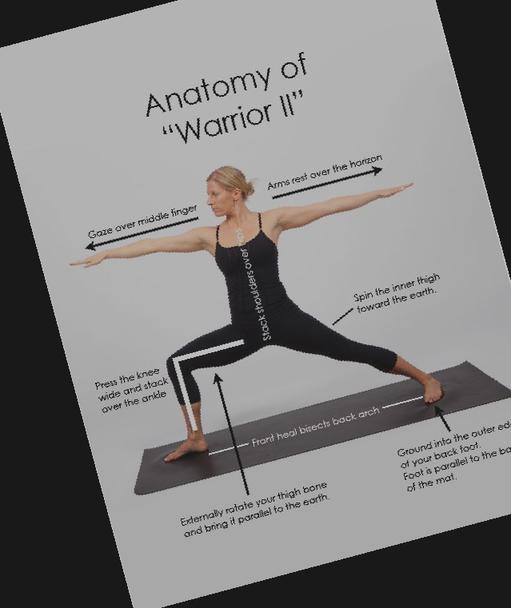 Anatomy of
“Warrior II”
Arms rest over the horizon
Gaze over middle finger
Stack shoulders over
Spin the inner thigh
toward the earth.
Press the knee
wide and stack
over the ankle
Front heal bisects back arch
Ground into the outer
of your back foot.
Foot is parallel to the
of the mat.
Externally rotate your thigh bone
and bring it parallel to the earth.